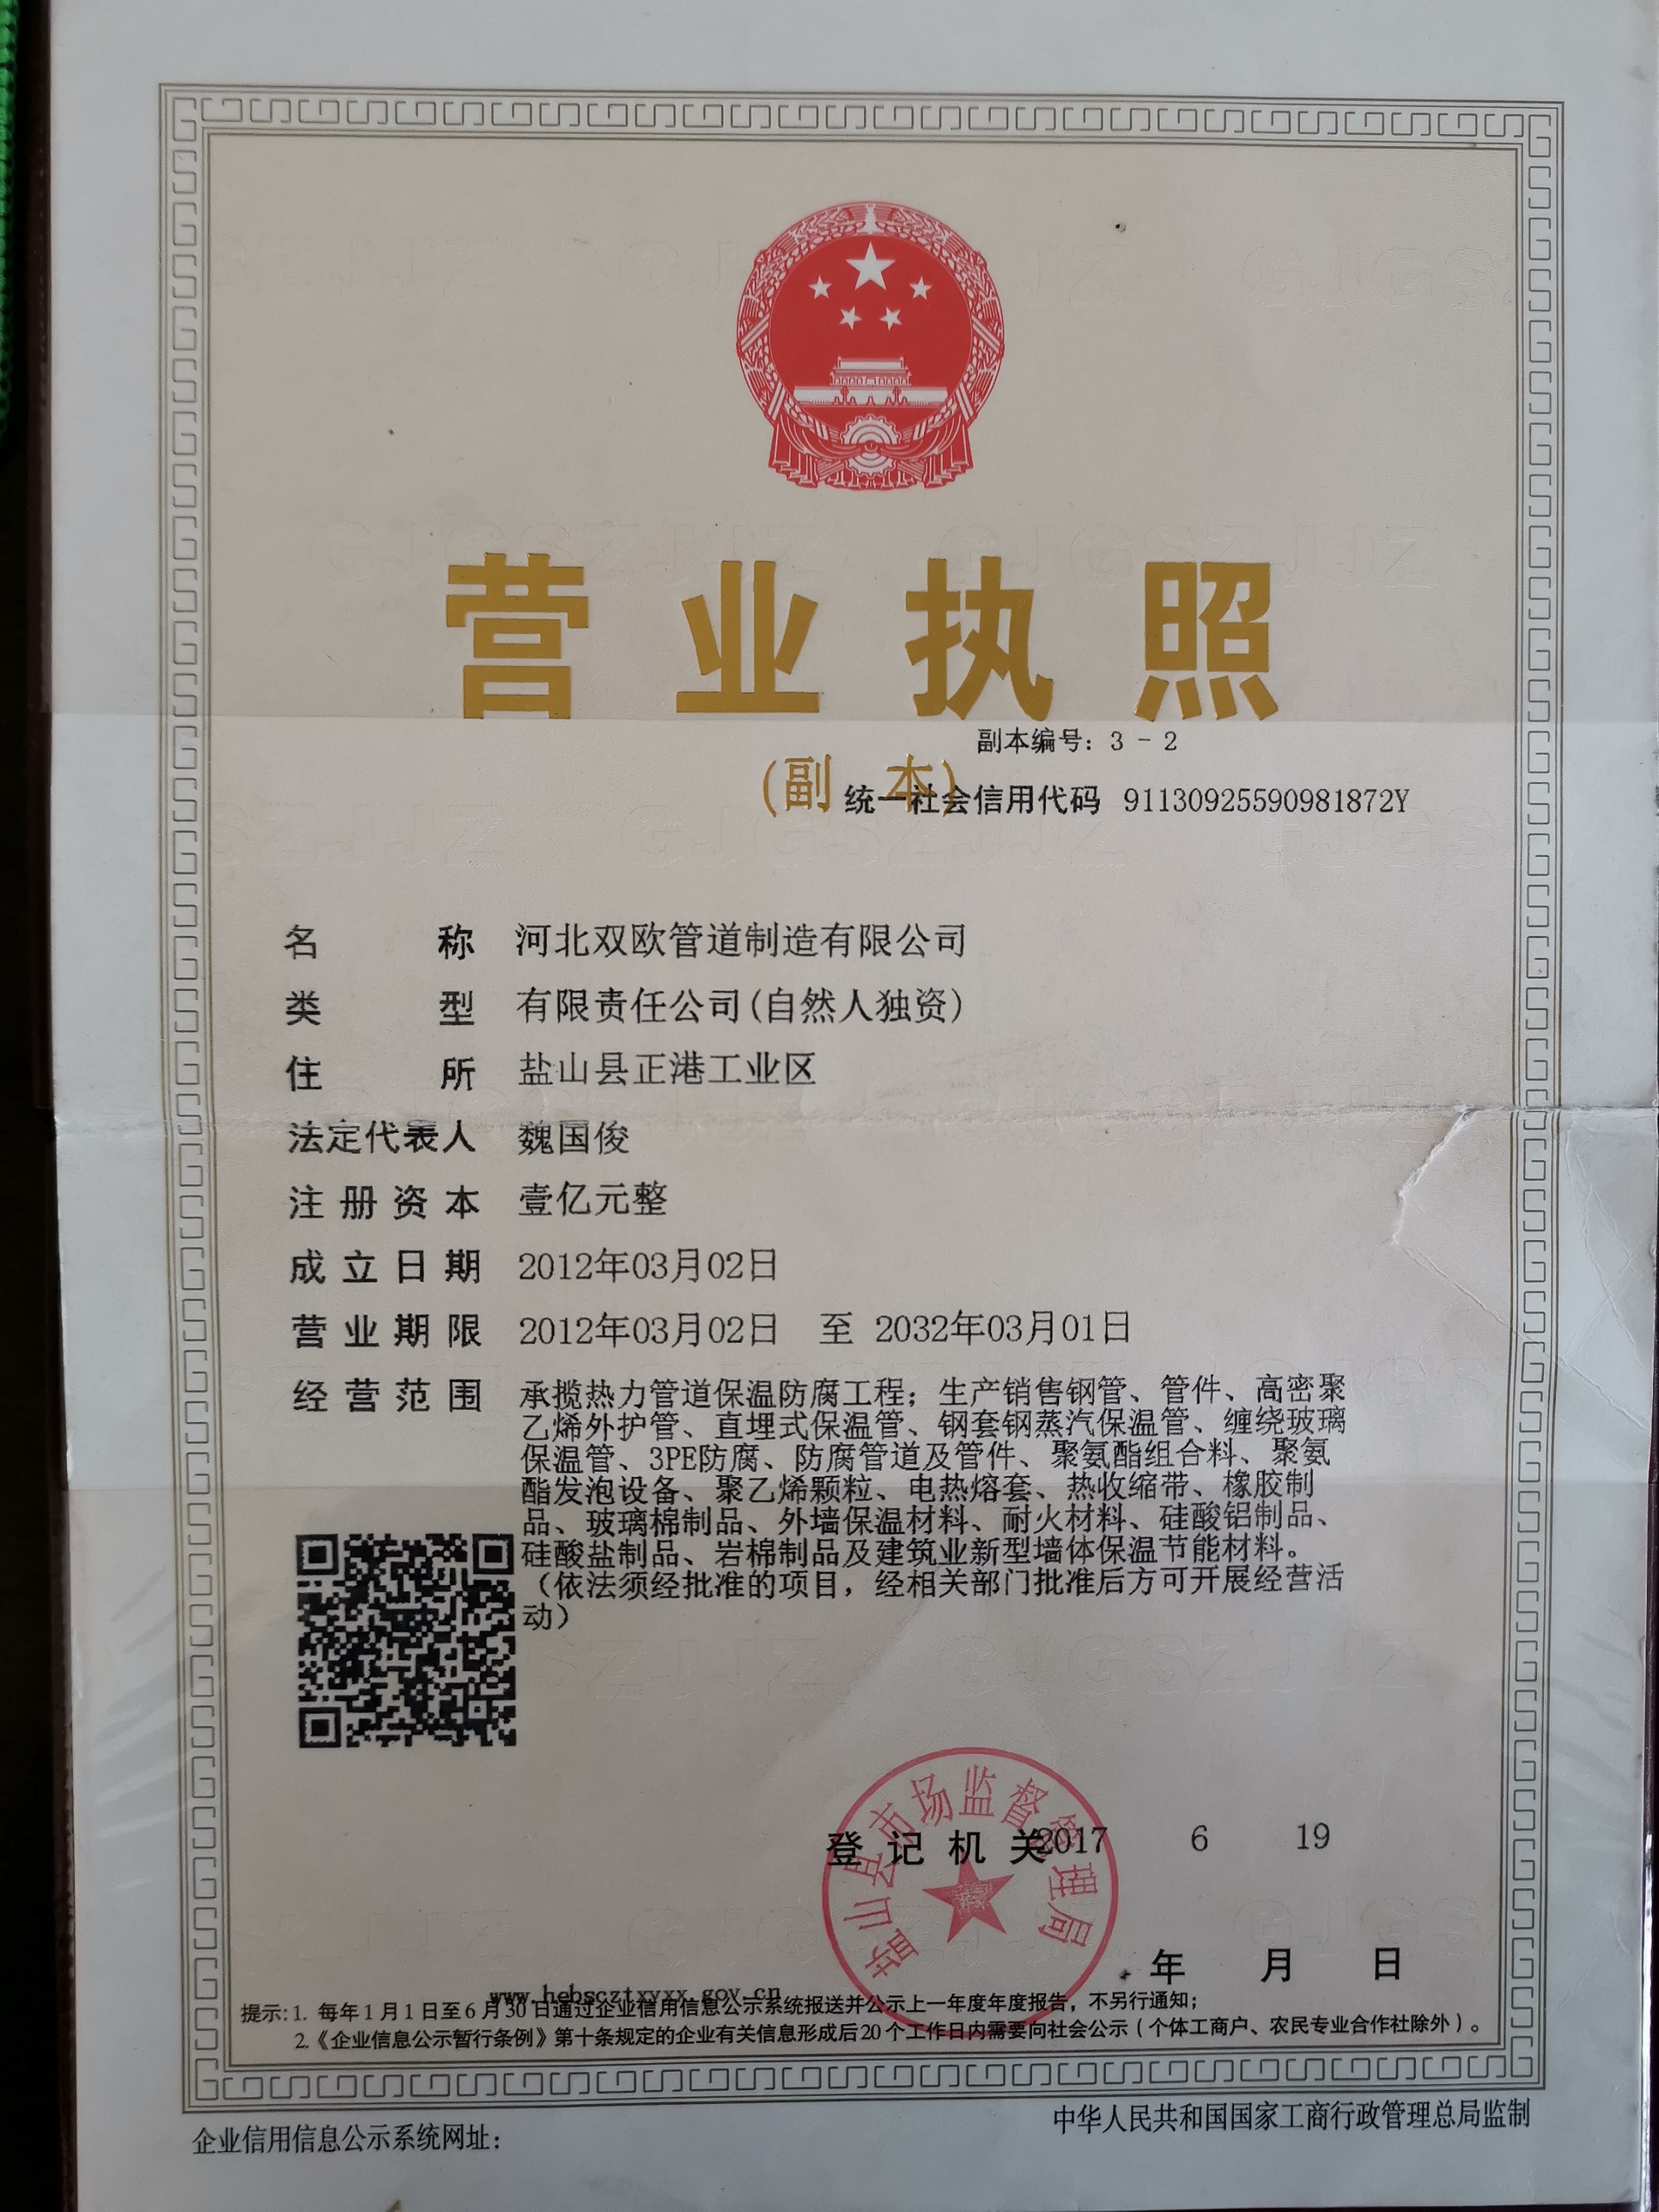 营业执照
副本编号：3-2
(副 本)
统一社会信用代码 91130925590981872Y
名 称 河北双欧管道制造有限公司
类 型 有限责任公司(自然人独资)
住 所 盐山县正港工业区
法定代表人 魏国俊
注册资本 壹亿元整
成立日期 2012年03月02日
营业期限 2012年03月02日 至 2032年03月01日
经营范围 承揽热力管道保温防腐工程；生产销售钢管、管件、高密聚
乙烯外护管、直埋式保温管、钢套钢蒸汽保温管、缠绕玻璃
保温管、3PE防腐、防腐管道及管件、聚氨酯组合料、聚氨
酯发泡设备、聚乙烯颗粒、电热熔套、热收缩带、橡胶制
品、玻璃棉制品、外墙保温材料、耐火材料、硅酸铝制品、
硅酸盐制品、岩棉制品及建筑业新型墙体保温节能材料。
（依法须经批准的项目，经相关部门批准后方可开展经营活
动）
盐山县市场监督管理局
登记机关 2017 6 19
年 月 日
www.hebscztxyxx.gov.cn
提示：1. 每年1月1日至6月30日通过企业信用信息公示系统报送并公示上一年度年度报告，不另行通知；
2.《企业信息公示暂行条例》第十条规定的企业有关信息形成后20个工作日内需要向社会公示（个体工商户、农民专业合作社除外）。
企业信用信息公示系统网址：
中华人民共和国国家工商行政管理总局监制